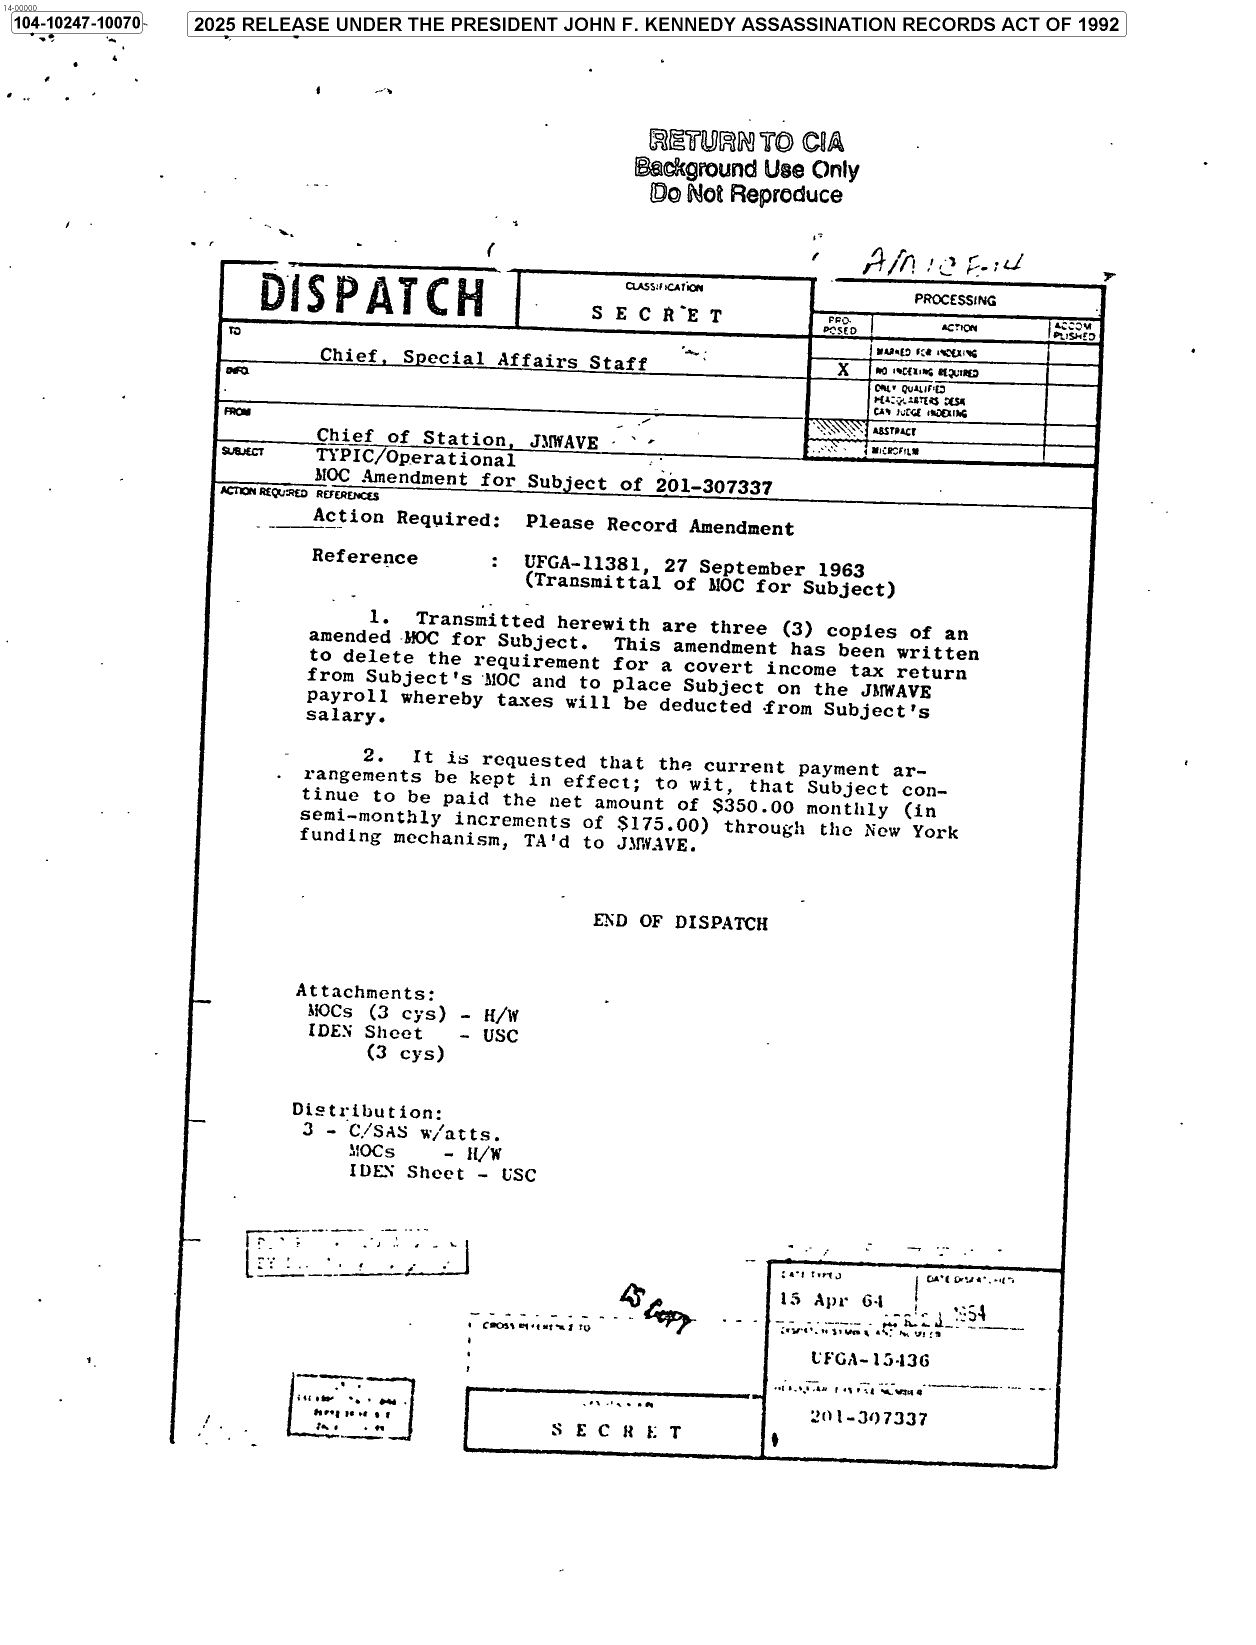 14-00000
104-10247-10070
2025 RELEASE UNDER THE PRESIDENT JOHN F. KENNEDY ASSASSINATION RECORDS ACT OF 1992
RETURN TO CIA
Background Use Only
Do Not Reproduce
DISPATCH
CLASSIFICATION
S E C R E T
PROCESSING
PRO-
POSED
ACTION
ACCOM
PLISHED
TO
Chief, Special Affairs Staff
MARKED FOR INDEXING
INFO.
X NO INDEXING REQUIRED
ONLY QUALIFIED
HEADQUARTERS DESK
CAN JUDGE INDEXING
FROM
Chief of Station, JMWAVE
ABSTRACT
MICROFILM
SUBJECT
TYPIC/Operational
MOC Amendment for Subject of 201-307337
ACTION REQUIRED REFERENCES
Action Required: Please Record Amendment
Reference : UFGA-11381, 27 September 1963
(Transmittal of MOC for Subject)
1. Transmitted herewith are three (3) copies of an
amended MOC for Subject. This amendment has been written
to delete the requirement for a covert income tax return
from Subject's MOC and to place Subject on the JMWAVE
payroll whereby taxes will be deducted from Subject's
salary.
2. It is requested that the current payment ar-
rangements be kept in effect; to wit, that Subject con-
tinue to be paid the net amount of $350.00 monthly (in
semi-monthly increments of $175.00) through the New York
funding mechanism, TA'd to JMWAVE.
END OF DISPATCH
Attachments:
MOCs (3 cys) - H/W
IDEN Sheet - USC
(3 cys)
Distribution:
3 - C/SAS w/atts.
MOCs - H/W
IDEN Sheet - USC
CS COPY
CROSS REFERENCE TO
DATE TYPED
DATE DISPATCHED
15 Apr 64
1964
DISPATCH SYMBOL AND NUMBER
UFGA-15436
HEADQUARTERS FILE NUMBER
201-307337
S E C R E T